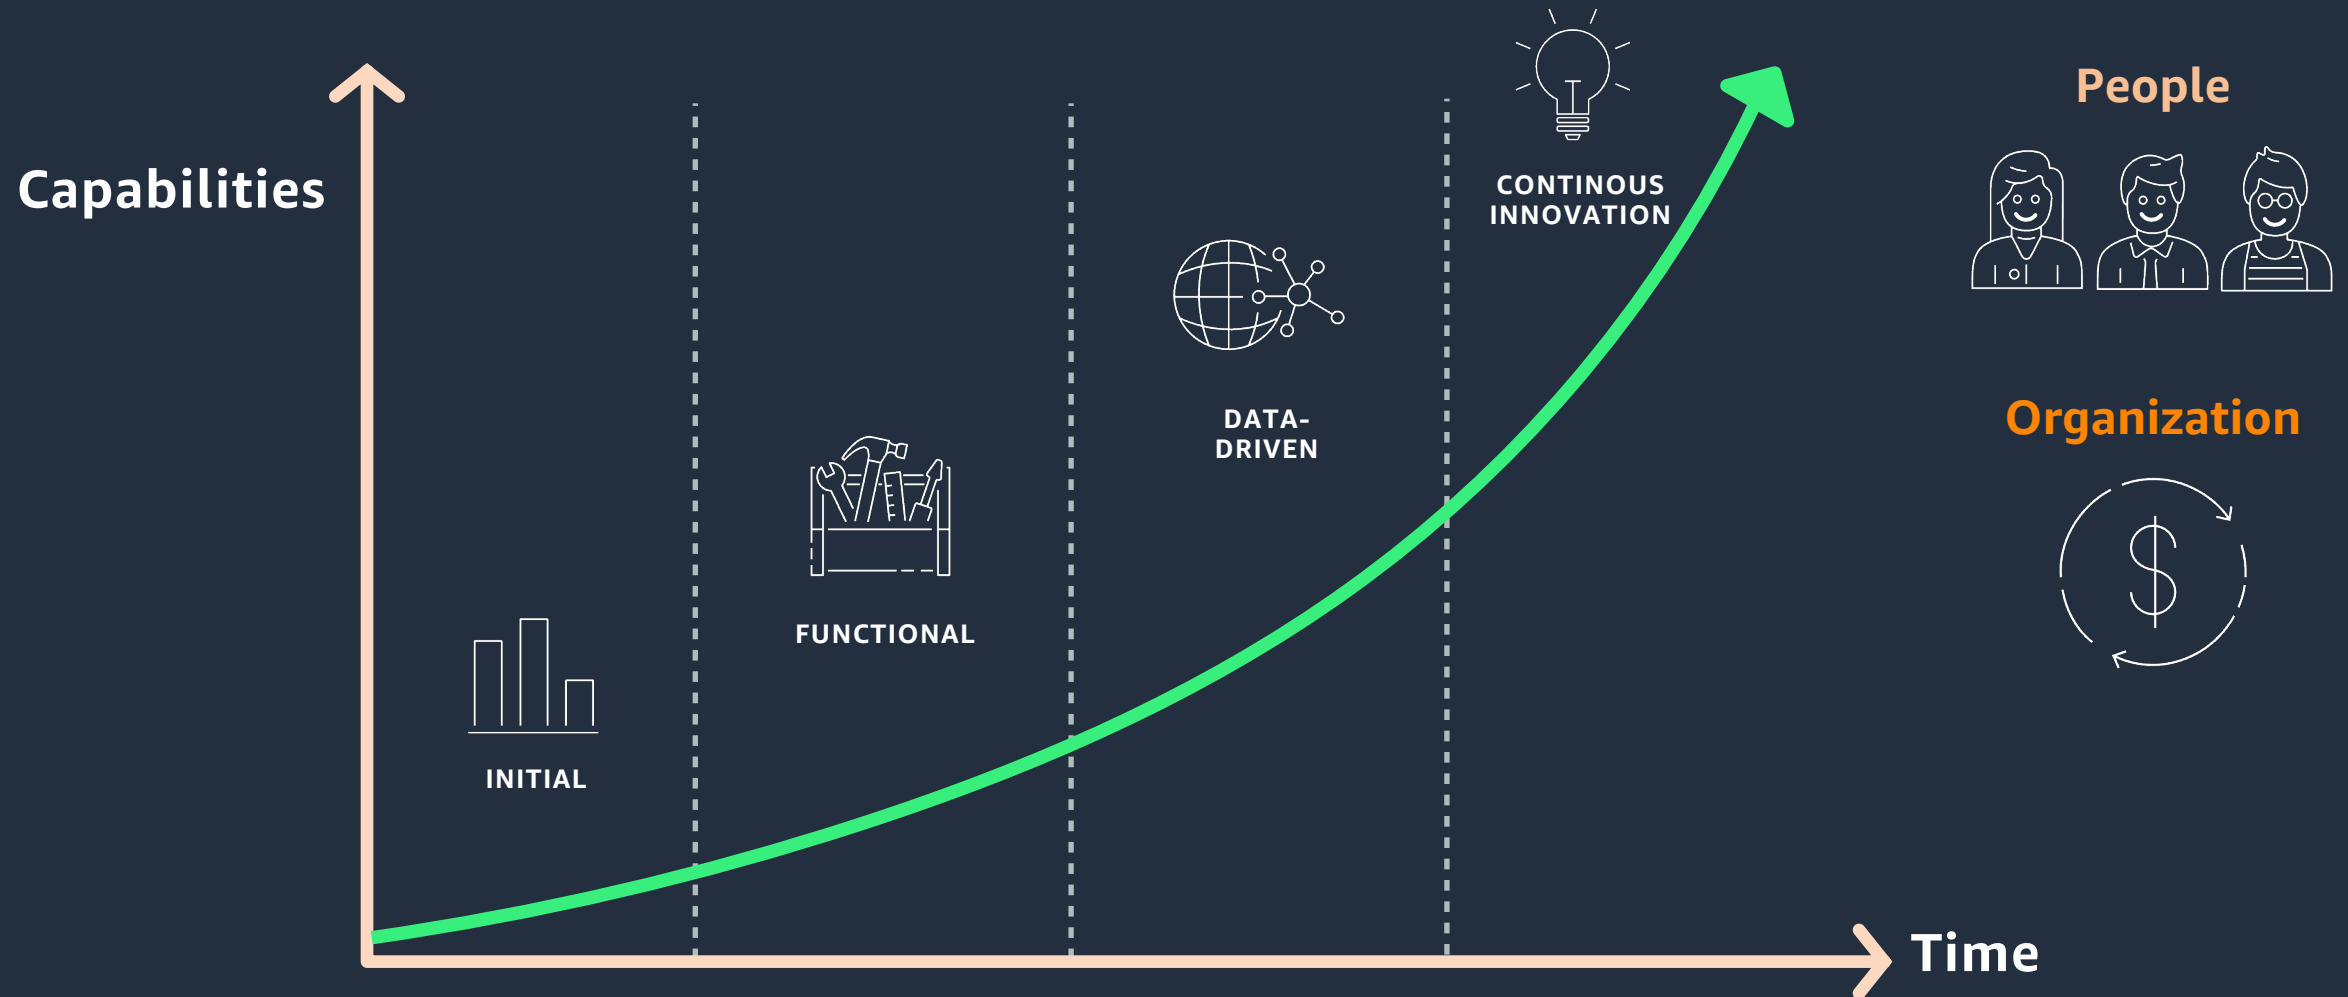 Capabilities
INITIAL
FUNCTIONAL
DATA-
DRIVEN
CONTINOUS
INNOVATION
Time
People
Organization
$